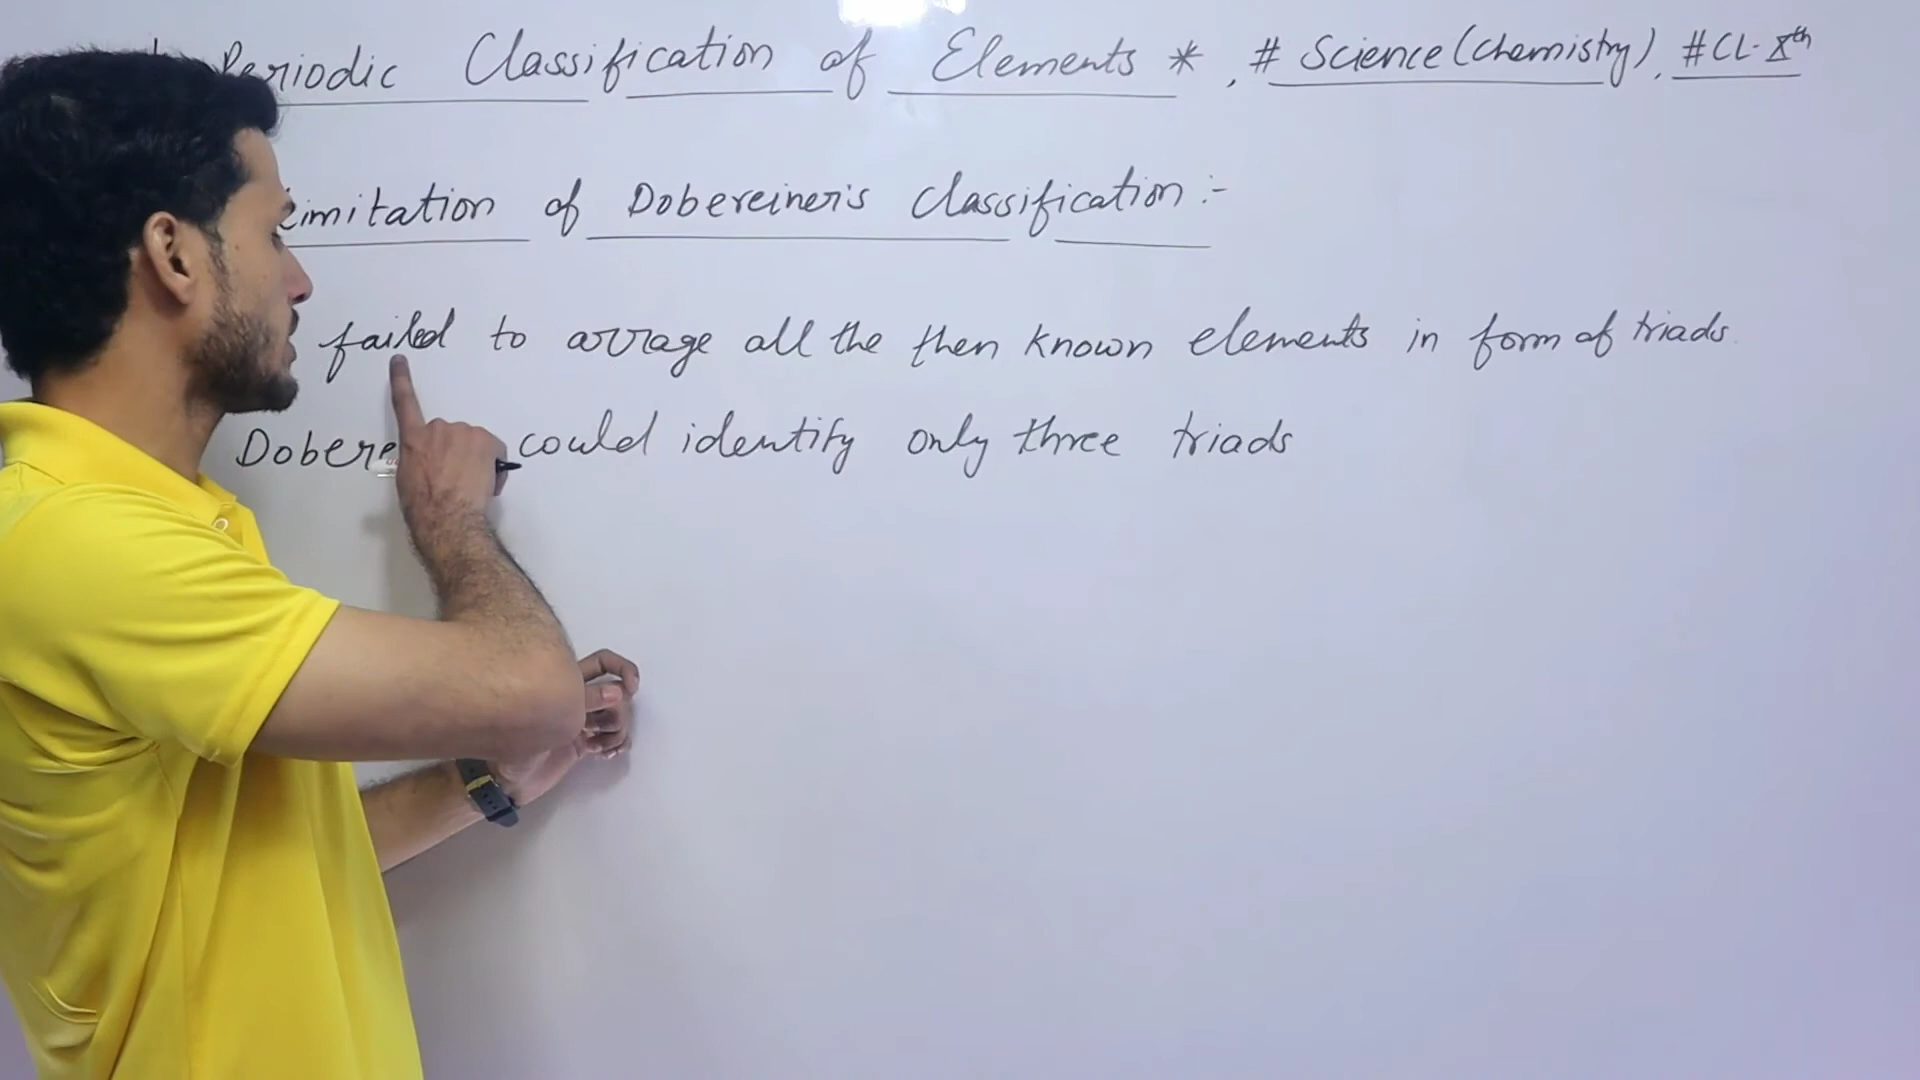 Periodic Classification of Elements * , # Science (Chemistry), # CL-Xth
imitation of Dobereiner's Classification :-
failed to arrage all the then known elements in form of triads.
Dobere could identify only three triads